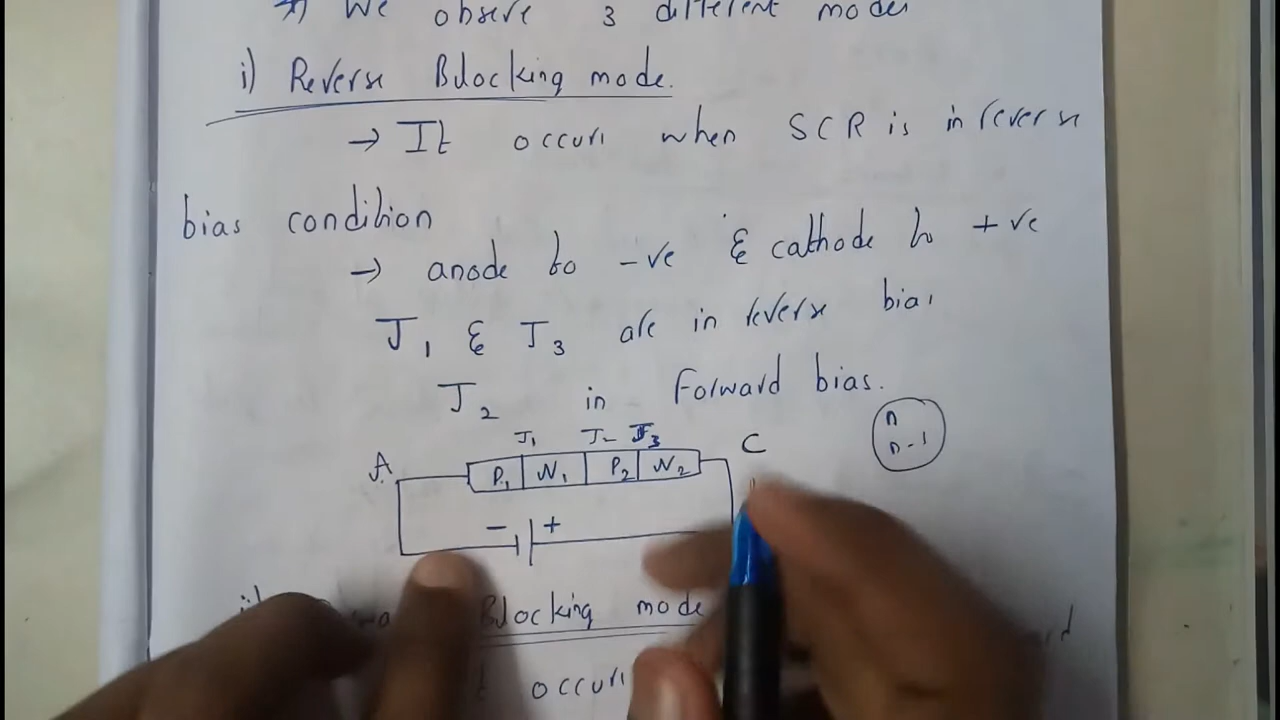 We observe 3 different modes
i) Reverse Blocking mode.
→ It occurs when SCR is in reverse
bias condition
→ anode to -ve & cathode to +ve
J1 & J3 are in reverse bias
J2 in Forward bias.
J1 J2 J3
A P1 N1 P2 N2 C
n
n-1
- +
Blocking mode
occurs